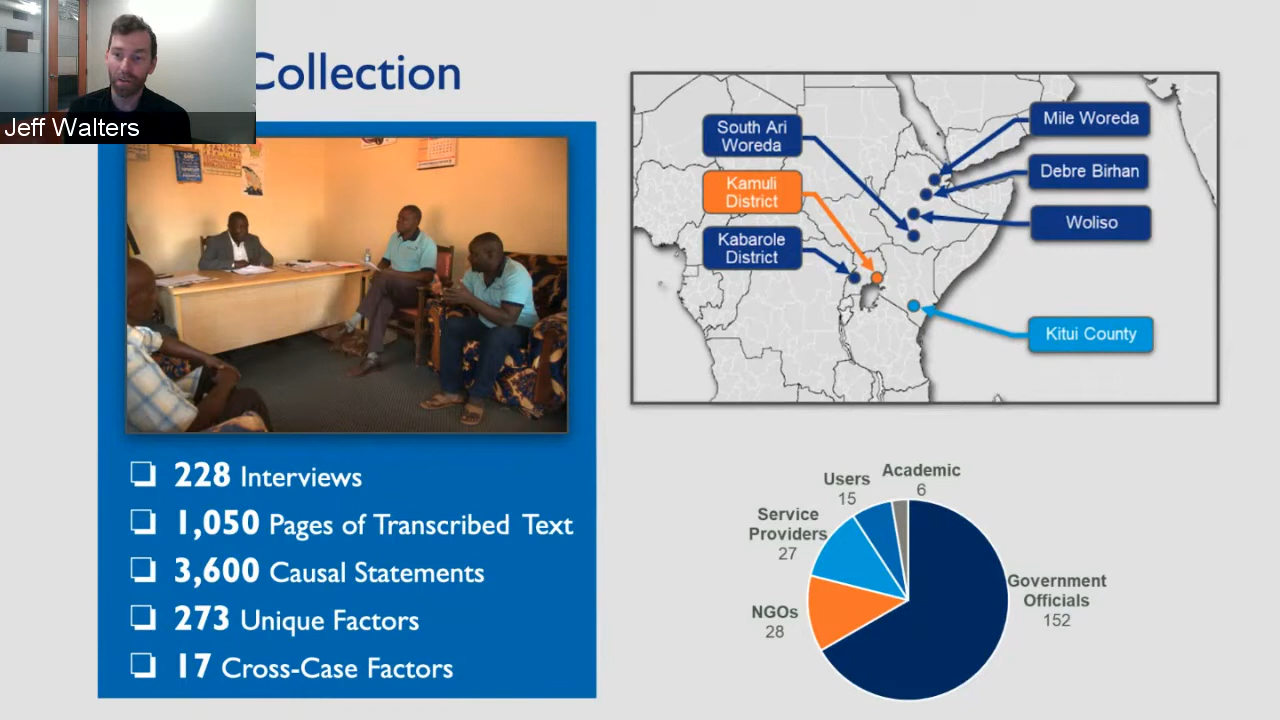 Jeff Walters
Collection
228 Interviews
1,050 Pages of Transcribed Text
3,600 Causal Statements
273 Unique Factors
17 Cross-Case Factors
South Ari
Woreda
Kamuli
District
Kabarole
District
Mile Woreda
Debre Birhan
Woliso
Kitui County
Academic
6
Users
15
Service
Providers
27
NGOs
28
Government
Officials
152